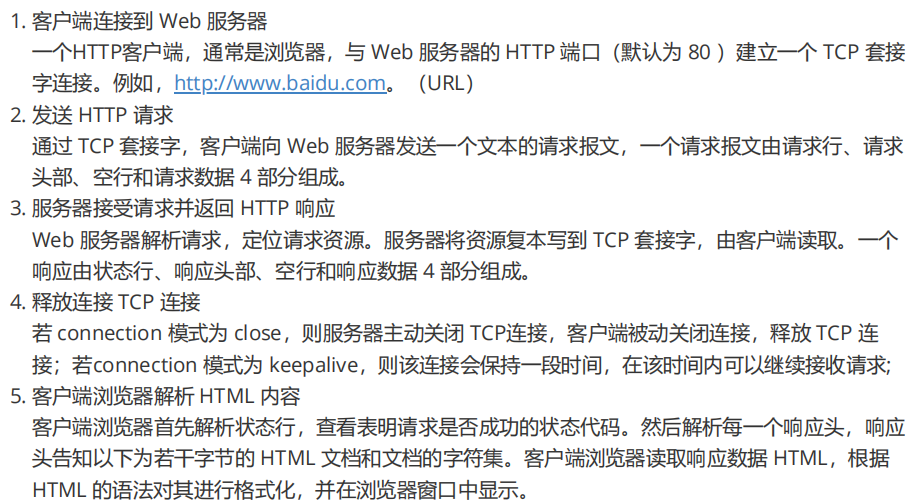 1. 客户端连接到 Web 服务器
一个HTTP客户端，通常是浏览器，与 Web 服务器的 HTTP 端口（默认为 80 ）建立一个 TCP 套接
字连接。例如，http://www.baidu.com。（URL）
2. 发送 HTTP 请求
通过 TCP 套接字，客户端向 Web 服务器发送一个文本的请求报文，一个请求报文由请求行、请求
头部、空行和请求数据 4 部分组成。
3. 服务器接受请求并返回 HTTP 响应
Web 服务器解析请求，定位请求资源。服务器将资源复本写到 TCP 套接字，由客户端读取。一个
响应由状态行、响应头部、空行和响应数据 4 部分组成。
4. 释放连接 TCP 连接
若 connection 模式为 close，则服务器主动关闭 TCP连接，客户端被动关闭连接，释放 TCP 连
接；若connection 模式为 keepalive，则该连接会保持一段时间，在该时间内可以继续接收请求;
5. 客户端浏览器解析 HTML 内容
客户端浏览器首先解析状态行，查看表明请求是否成功的状态代码。然后解析每一个响应头，响应
头告知以下为若干字节的 HTML 文档和文档的字符集。客户端浏览器读取响应数据 HTML，根据
HTML 的语法对其进行格式化，并在浏览器窗口中显示。